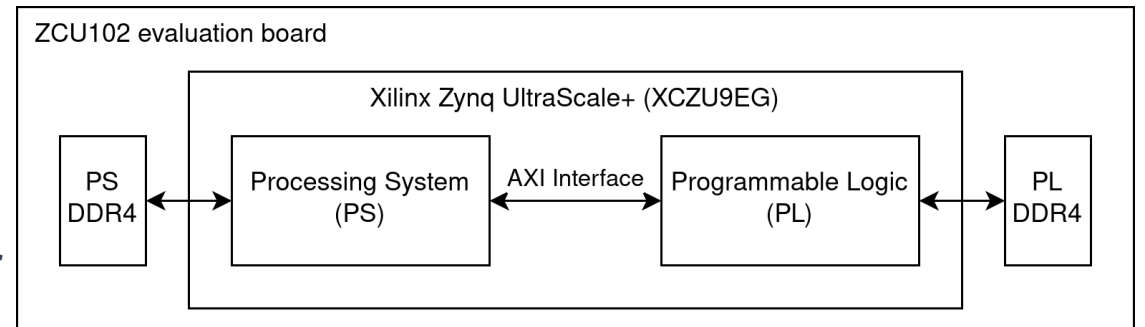 ZCU102 evaluation board
Xilinx Zynq UltraScale+ (XCZU9EG)
PS
DDR4
Processing System
(PS)
AXI Interface
Programmable Logic
(PL)
PL
DDR4